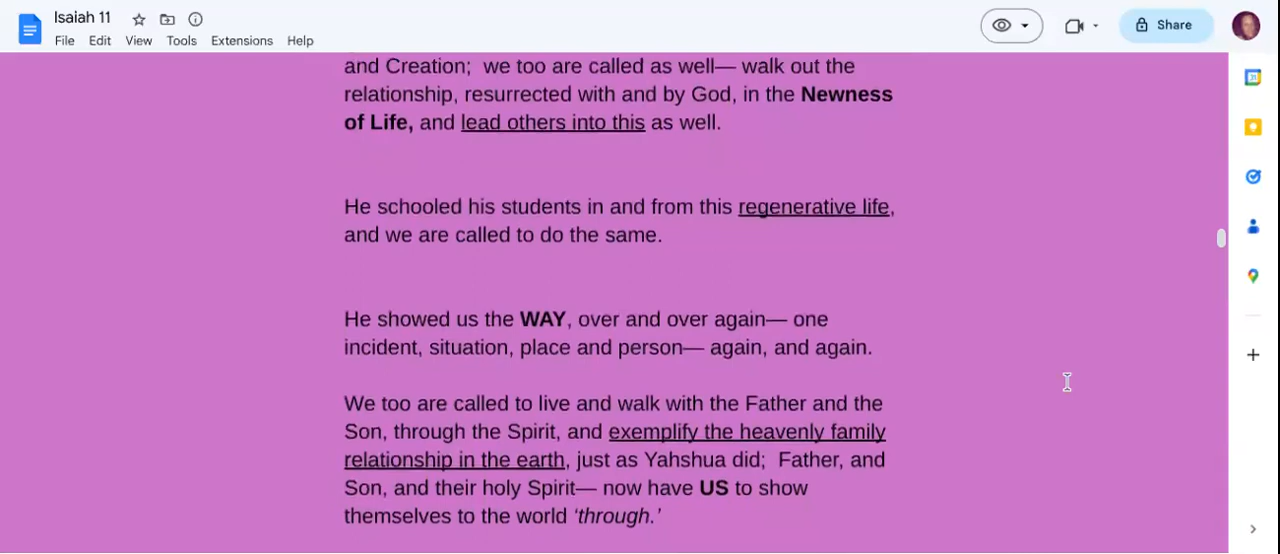 Isaiah 11
File Edit View Tools Extensions Help
Share
and Creation;  we too are called as well— walk out the
relationship, resurrected with and by God, in the Newness
of Life, and lead others into this as well.
He schooled his students in and from this regenerative life,
and we are called to do the same.
He showed us the WAY, over and over again— one
incident, situation, place and person— again, and again.
We too are called to live and walk with the Father and the
Son, through the Spirit, and exemplify the heavenly family
relationship in the earth, just as Yahshua did;  Father, and
Son, and their holy Spirit— now have US to show
themselves to the world ‘through.’